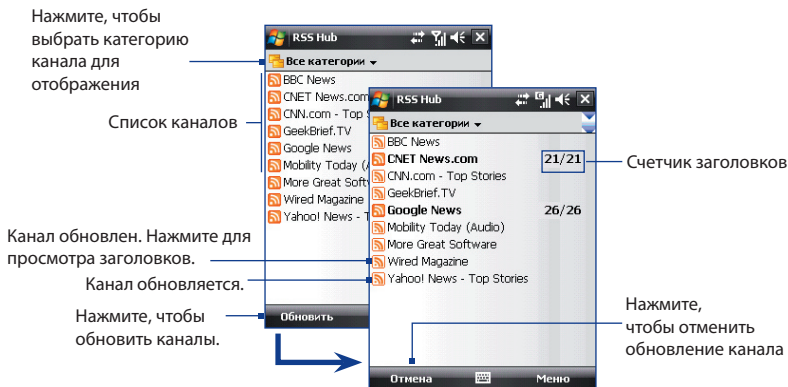 Нажмите, чтобы
выбрать категорию
канала для
отображения
Список каналов
Канал обновлен. Нажмите для
просмотра заголовков.
Канал обновляется.
Нажмите, чтобы
обновить каналы.
RSS Hub
Все категории
BBC News
CNET News.com
CNN.com - Top
GeekBrief.TV
Google News
Mobility Today (
More Great Soft
Wired Magazine
Yahoo! News - T
Обновить
RSS Hub
Все категории
BBC News
CNET News.com 21/21
CNN.com - Top Stories
GeekBrief.TV
Google News 26/26
Mobility Today (Audio)
More Great Software
Wired Magazine
Yahoo! News - Top Stories
Отмена Меню
Счетчик заголовков
Нажмите,
чтобы отменить
обновление канала